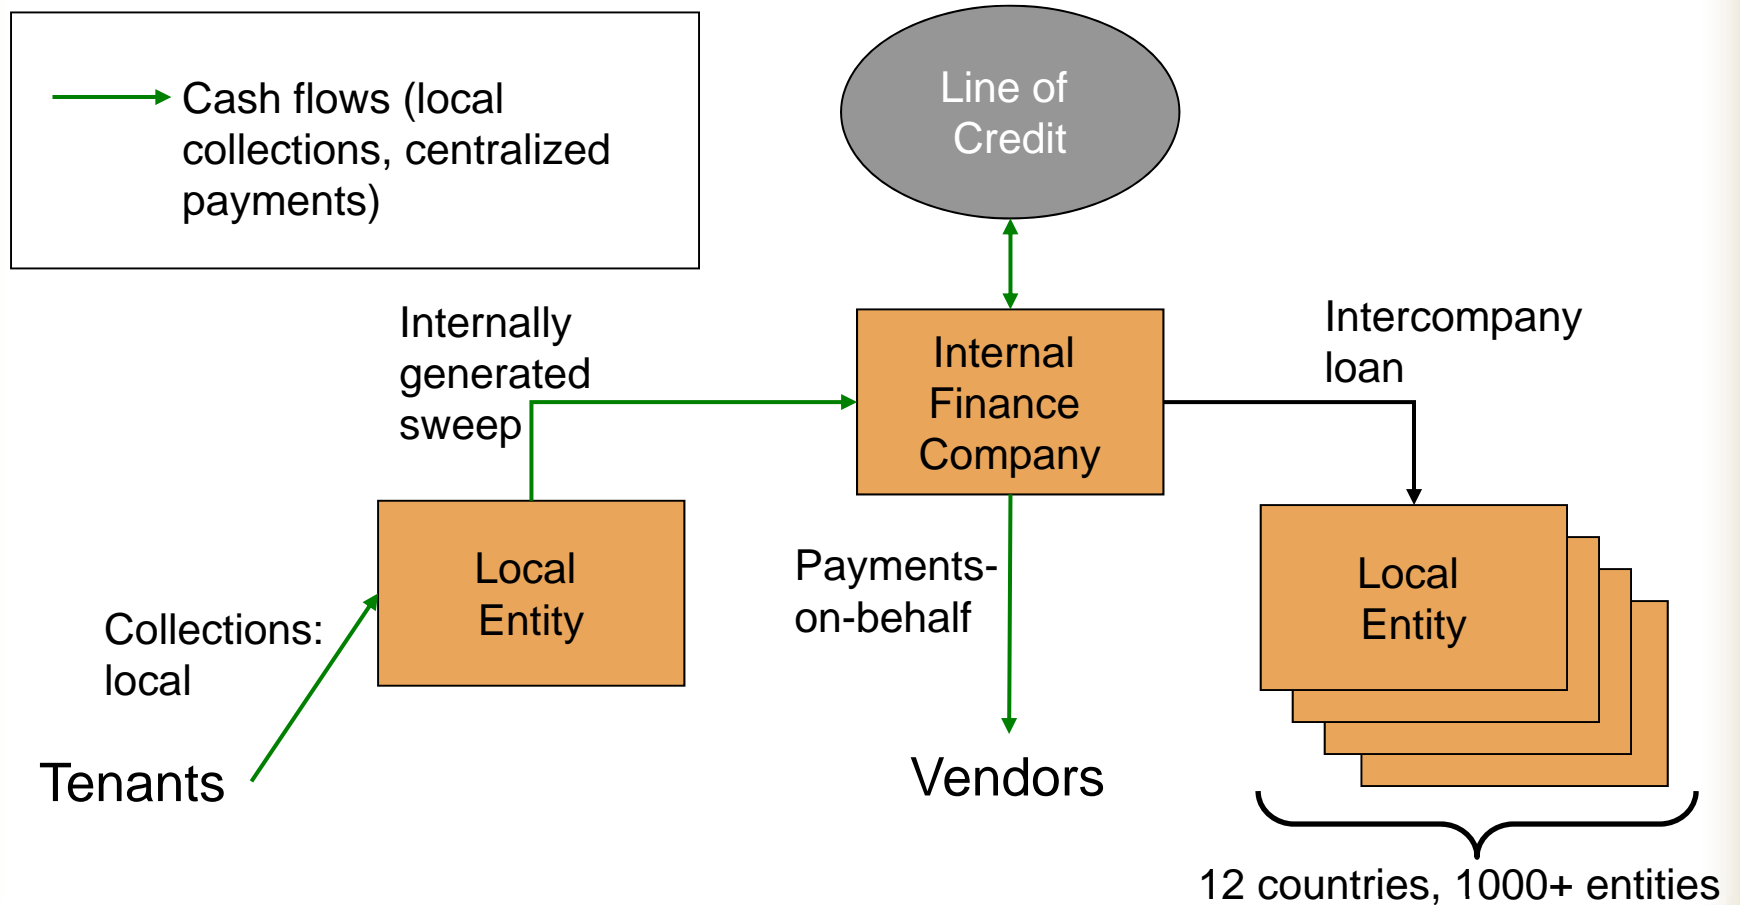 Cash flows (local
collections, centralized
payments)
Line of
Credit
Internally
generated
sweep
Internal
Finance
Company
Intercompany
loan
Local
Entity
Payments-
on-behalf
Local
Entity
Collections:
local
Tenants
Vendors
12 countries, 1000+ entities